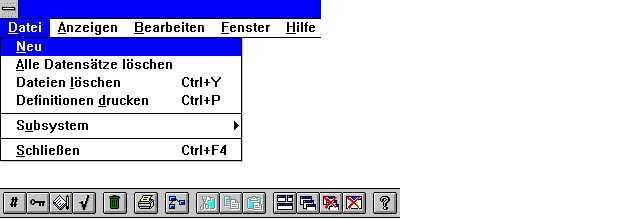 Datei Anzeigen Bearbeiten Fenster Hilfe
Neu
Alle Datensätze löschen
Dateien löschen Ctrl+Y
Definitionen drucken Ctrl+P
Subsystem
Schließen Ctrl+F4
# ?